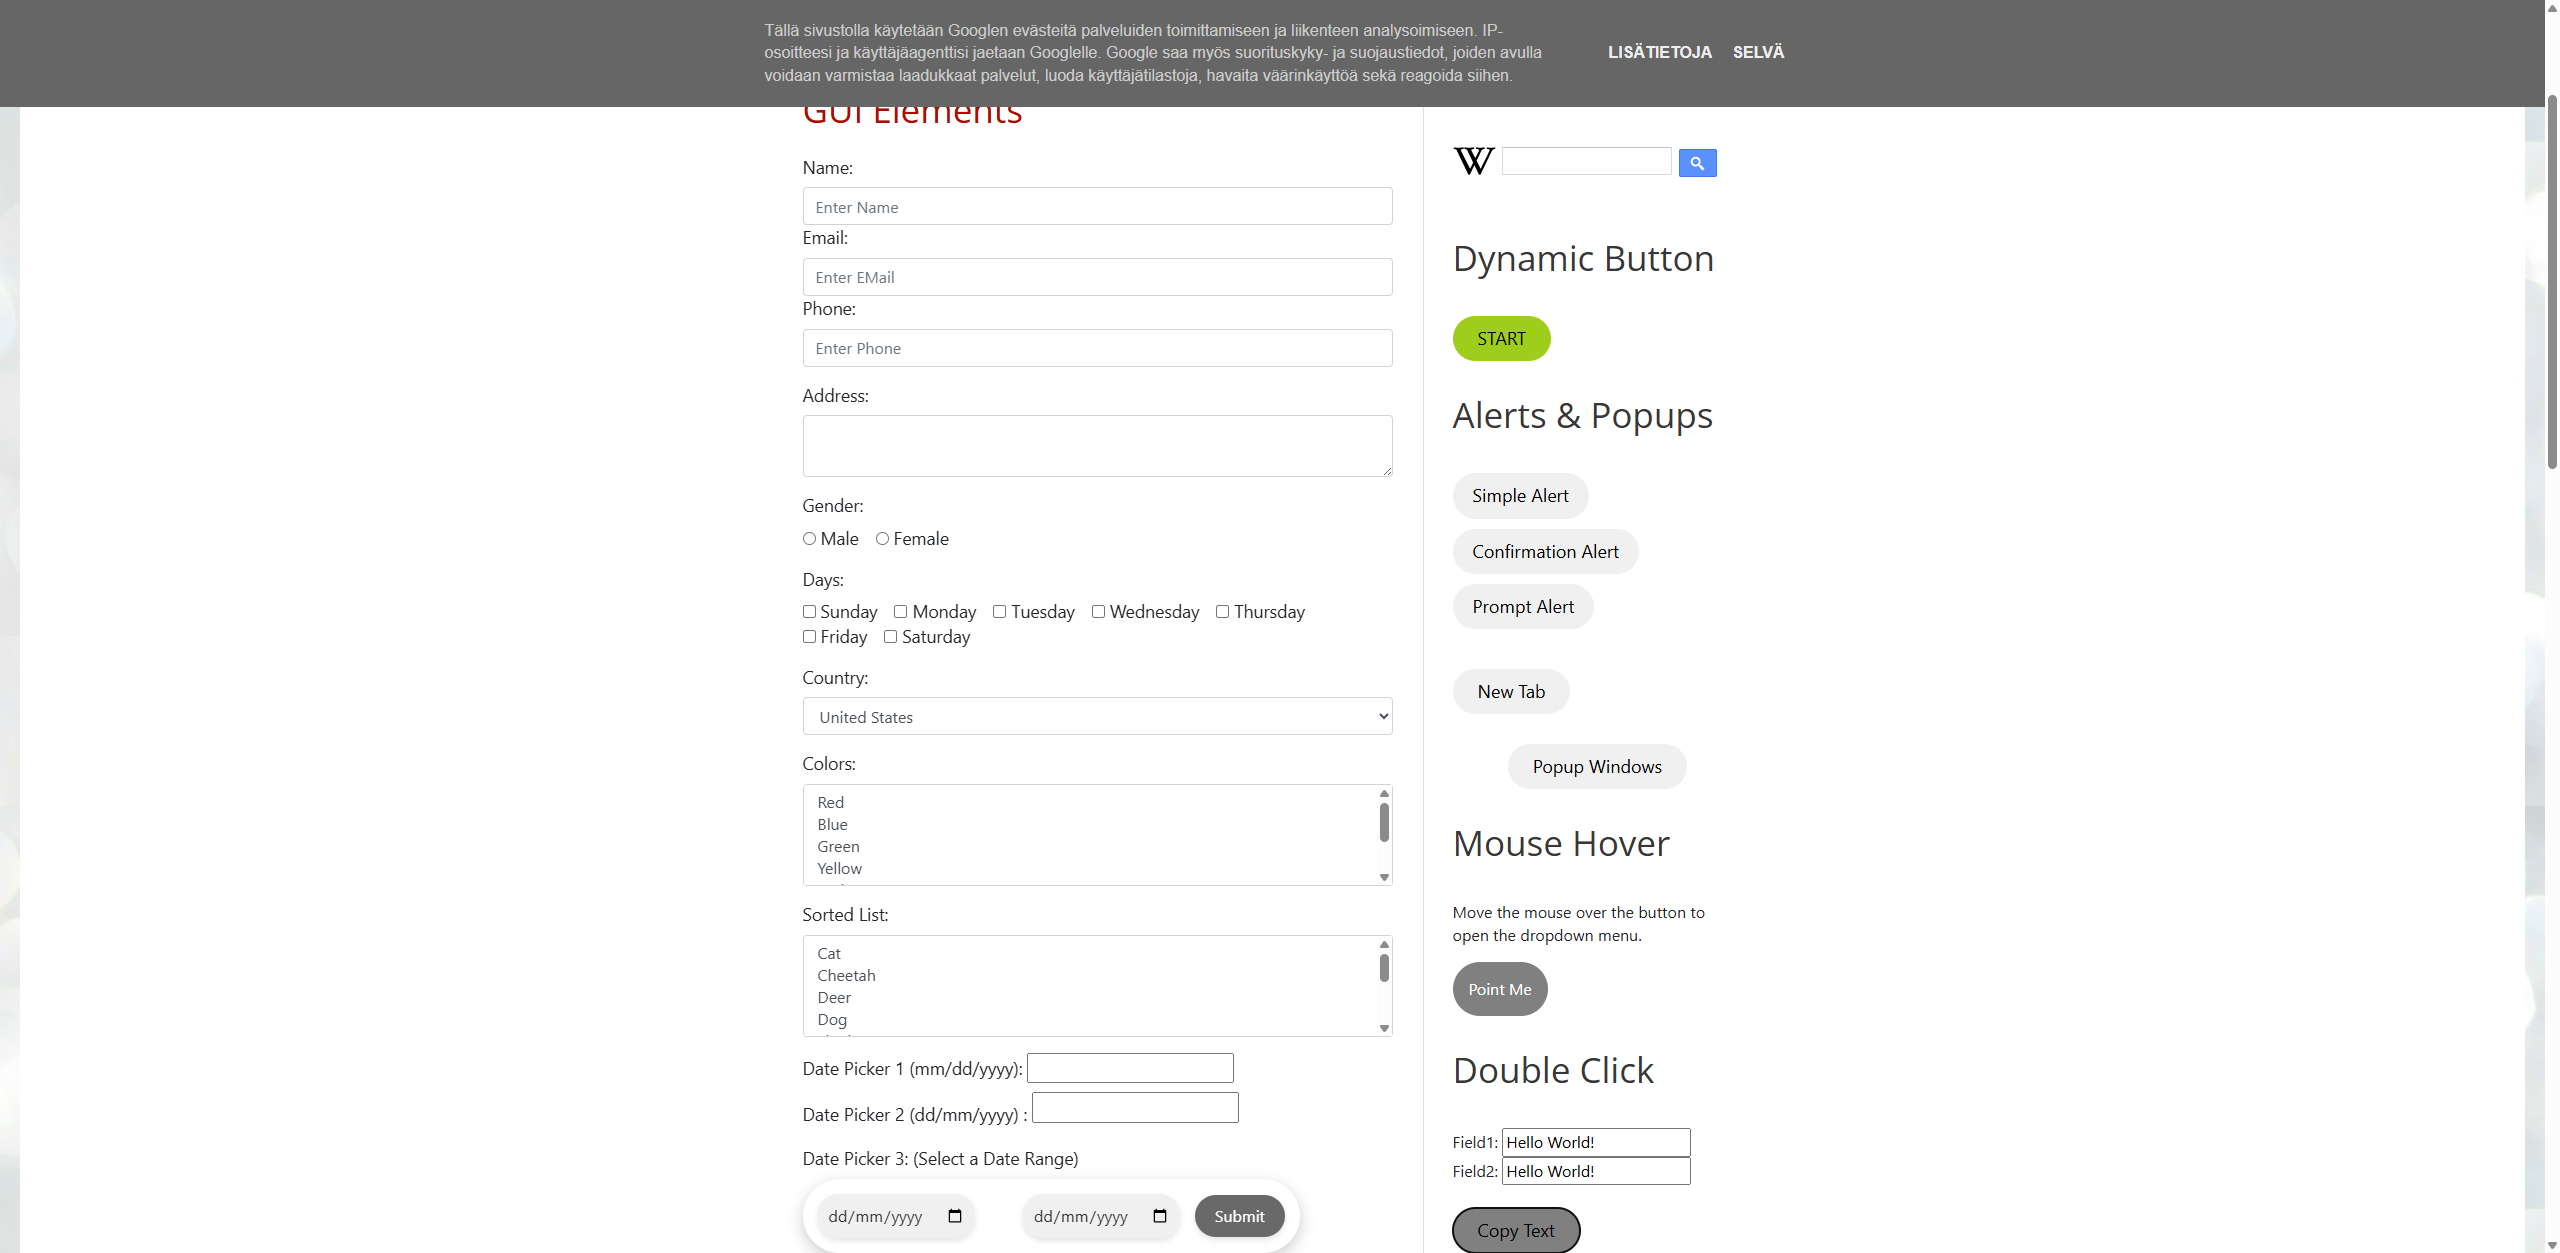 Tällä sivustolla käytetään Googlen evästeitä palveluiden toimittamiseen ja liikenteen analysoimiseen. IP-
osoitteesi ja käyttäjäagenttisi jaetaan Googlelle. Google saa myös suorituskyky- ja suojaustiedot, joiden avulla
voidaan varmistaa laadukkaat palvelut, luoda käyttäjätilastoja, havaita väärinkäyttöä sekä reagoida siihen.
LISÄTIETOJA SELVÄ
GUI Elements
Name:
Enter Name
Email:
Enter EMail
Phone:
Enter Phone
Address:
Gender:
Male Female
Days:
Sunday Monday Tuesday Wednesday Thursday
Friday Saturday
Country:
United States
Colors:
Red
Blue
Green
Yellow
Sorted List:
Cat
Cheetah
Deer
Dog
Date Picker 1 (mm/dd/yyyy):
Date Picker 2 (dd/mm/yyyy) :
Date Picker 3: (Select a Date Range)
dd/mm/yyyy dd/mm/yyyy Submit
W
Dynamic Button
START
Alerts & Popups
Simple Alert
Confirmation Alert
Prompt Alert
New Tab
Popup Windows
Mouse Hover
Move the mouse over the button to
open the dropdown menu.
Point Me
Double Click
Field1: Hello World!
Field2: Hello World!
Copy Text